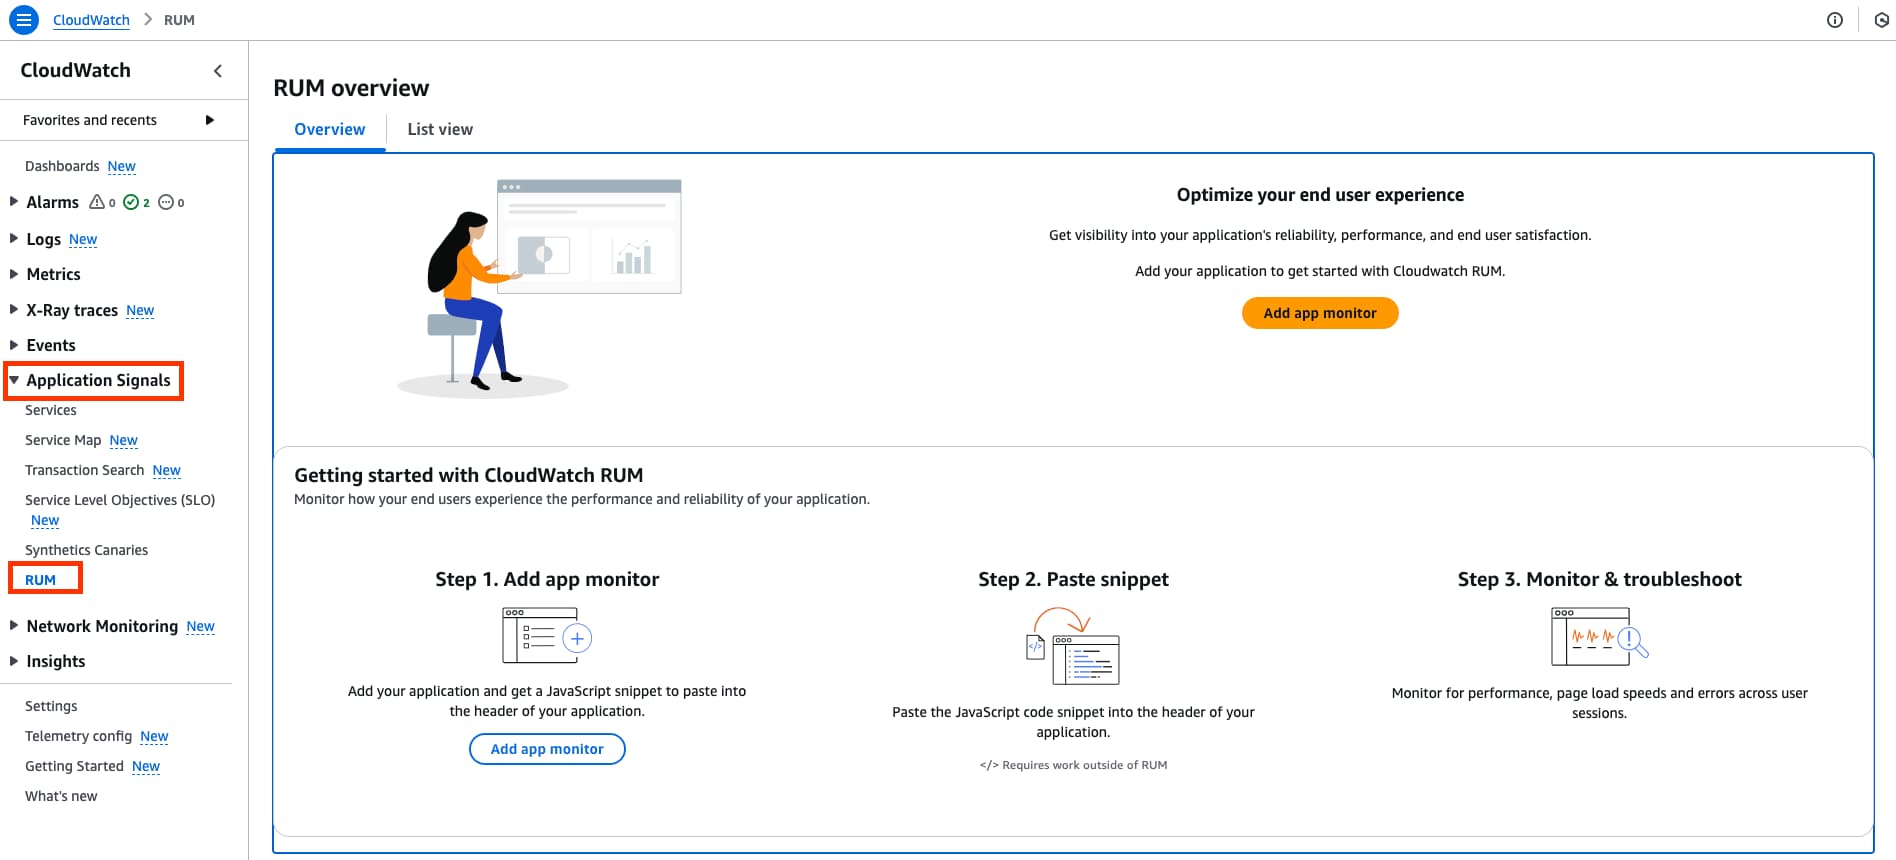 CloudWatch > RUM
CloudWatch
Favorites and recents
Dashboards New
Alarms 0 2 0
Logs New
Metrics
X-Ray traces New
Events
Application Signals
Services
Service Map New
Transaction Search New
Service Level Objectives (SLO)
New
Synthetics Canaries
RUM
Network Monitoring New
Insights
Settings
Telemetry config New
Getting Started New
What's new
RUM overview
Overview
List view
Optimize your end user experience
Get visibility into your application's reliability, performance, and end user satisfaction.
Add your application to get started with Cloudwatch RUM.
Add app monitor
Getting started with CloudWatch RUM
Monitor how your end users experience the performance and reliability of your application.
Step 1. Add app monitor
Add your application and get a JavaScript snippet to paste into
the header of your application.
Add app monitor
Step 2. Paste snippet
</>
Paste the JavaScript code snippet into the header of your
application.
</> Requires work outside of RUM
Step 3. Monitor & troubleshoot
Monitor for performance, page load speeds and errors across user
sessions.